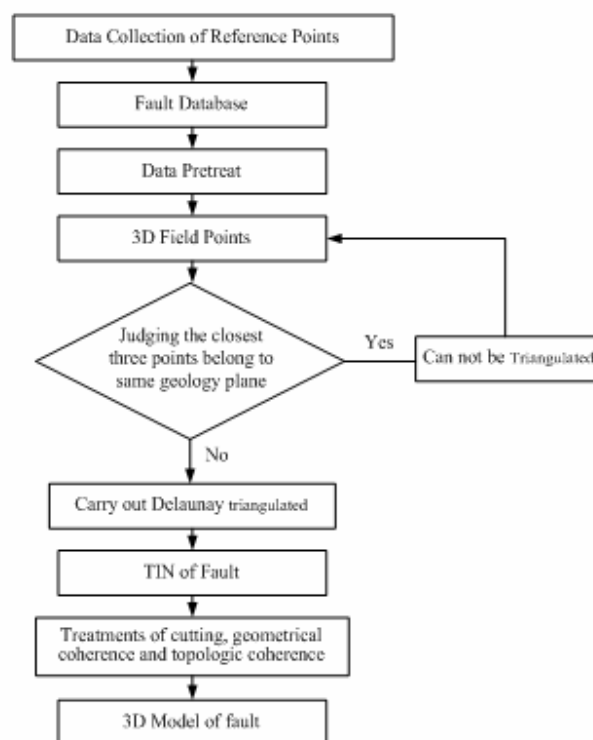 Data Collection of Reference Points
Fault Database
Data Pretreat
3D Field Points
Judging the closest
three points belong to
same geology plane
Yes
Can not be Triangulated
No
Carry out Delaunay triangulated
TIN of Fault
Treatments of cutting, geometrical
coherence and topologic coherence
3D Model of fault